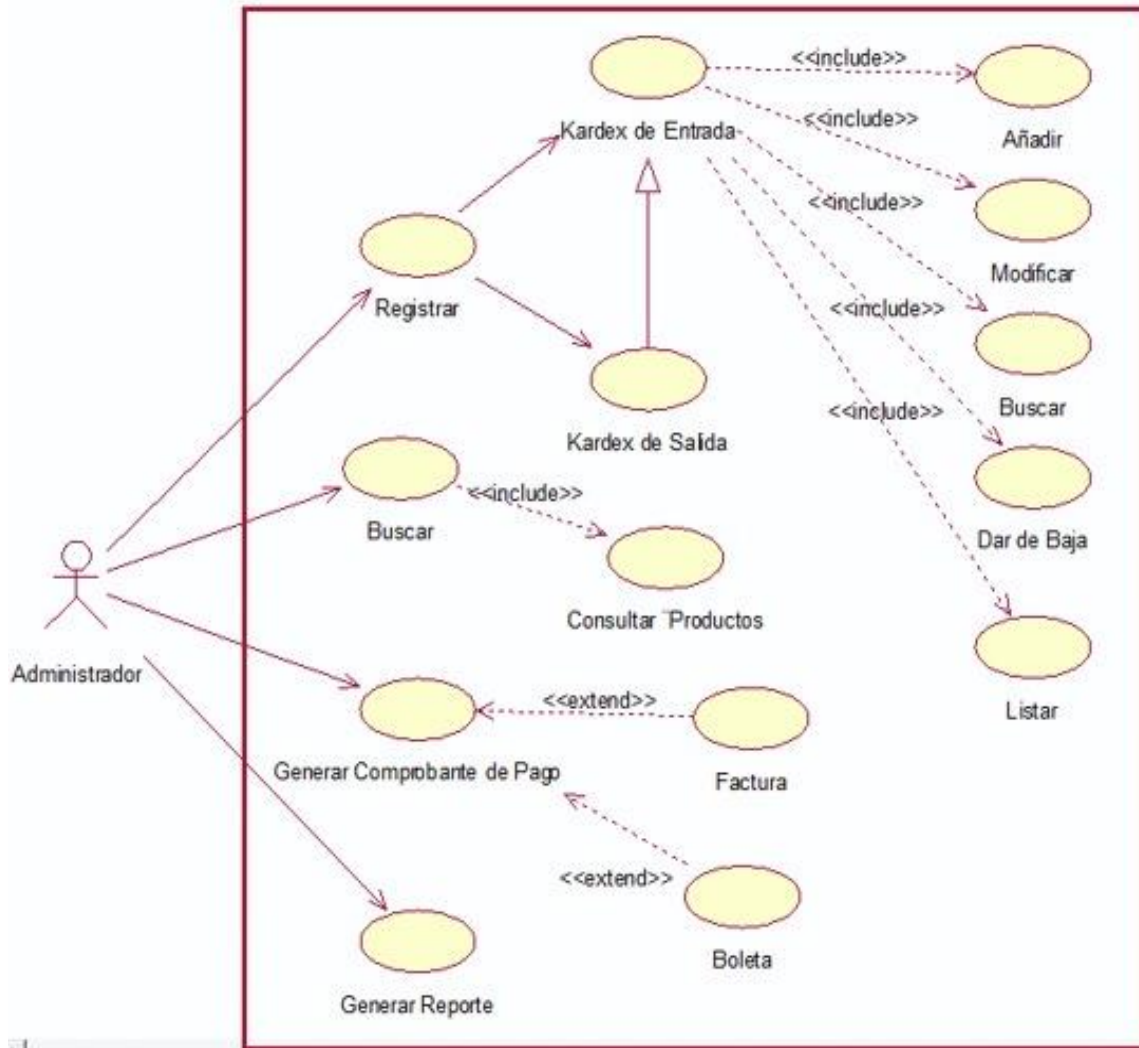 <<include>>
Kardex de Entrada
Añadir
<<include>>
<<include>>
Modificar
Registrar
<<include>>
Buscar
<<include>>
Kardex de Salida
Buscar
<<include>>
Dar de Baja
Consultar ¨Productos
Administrador
Listar
<<extend>>
Generar Comprobante de Pago
Factura
<<extend>>
Boleta
Generar Reporte